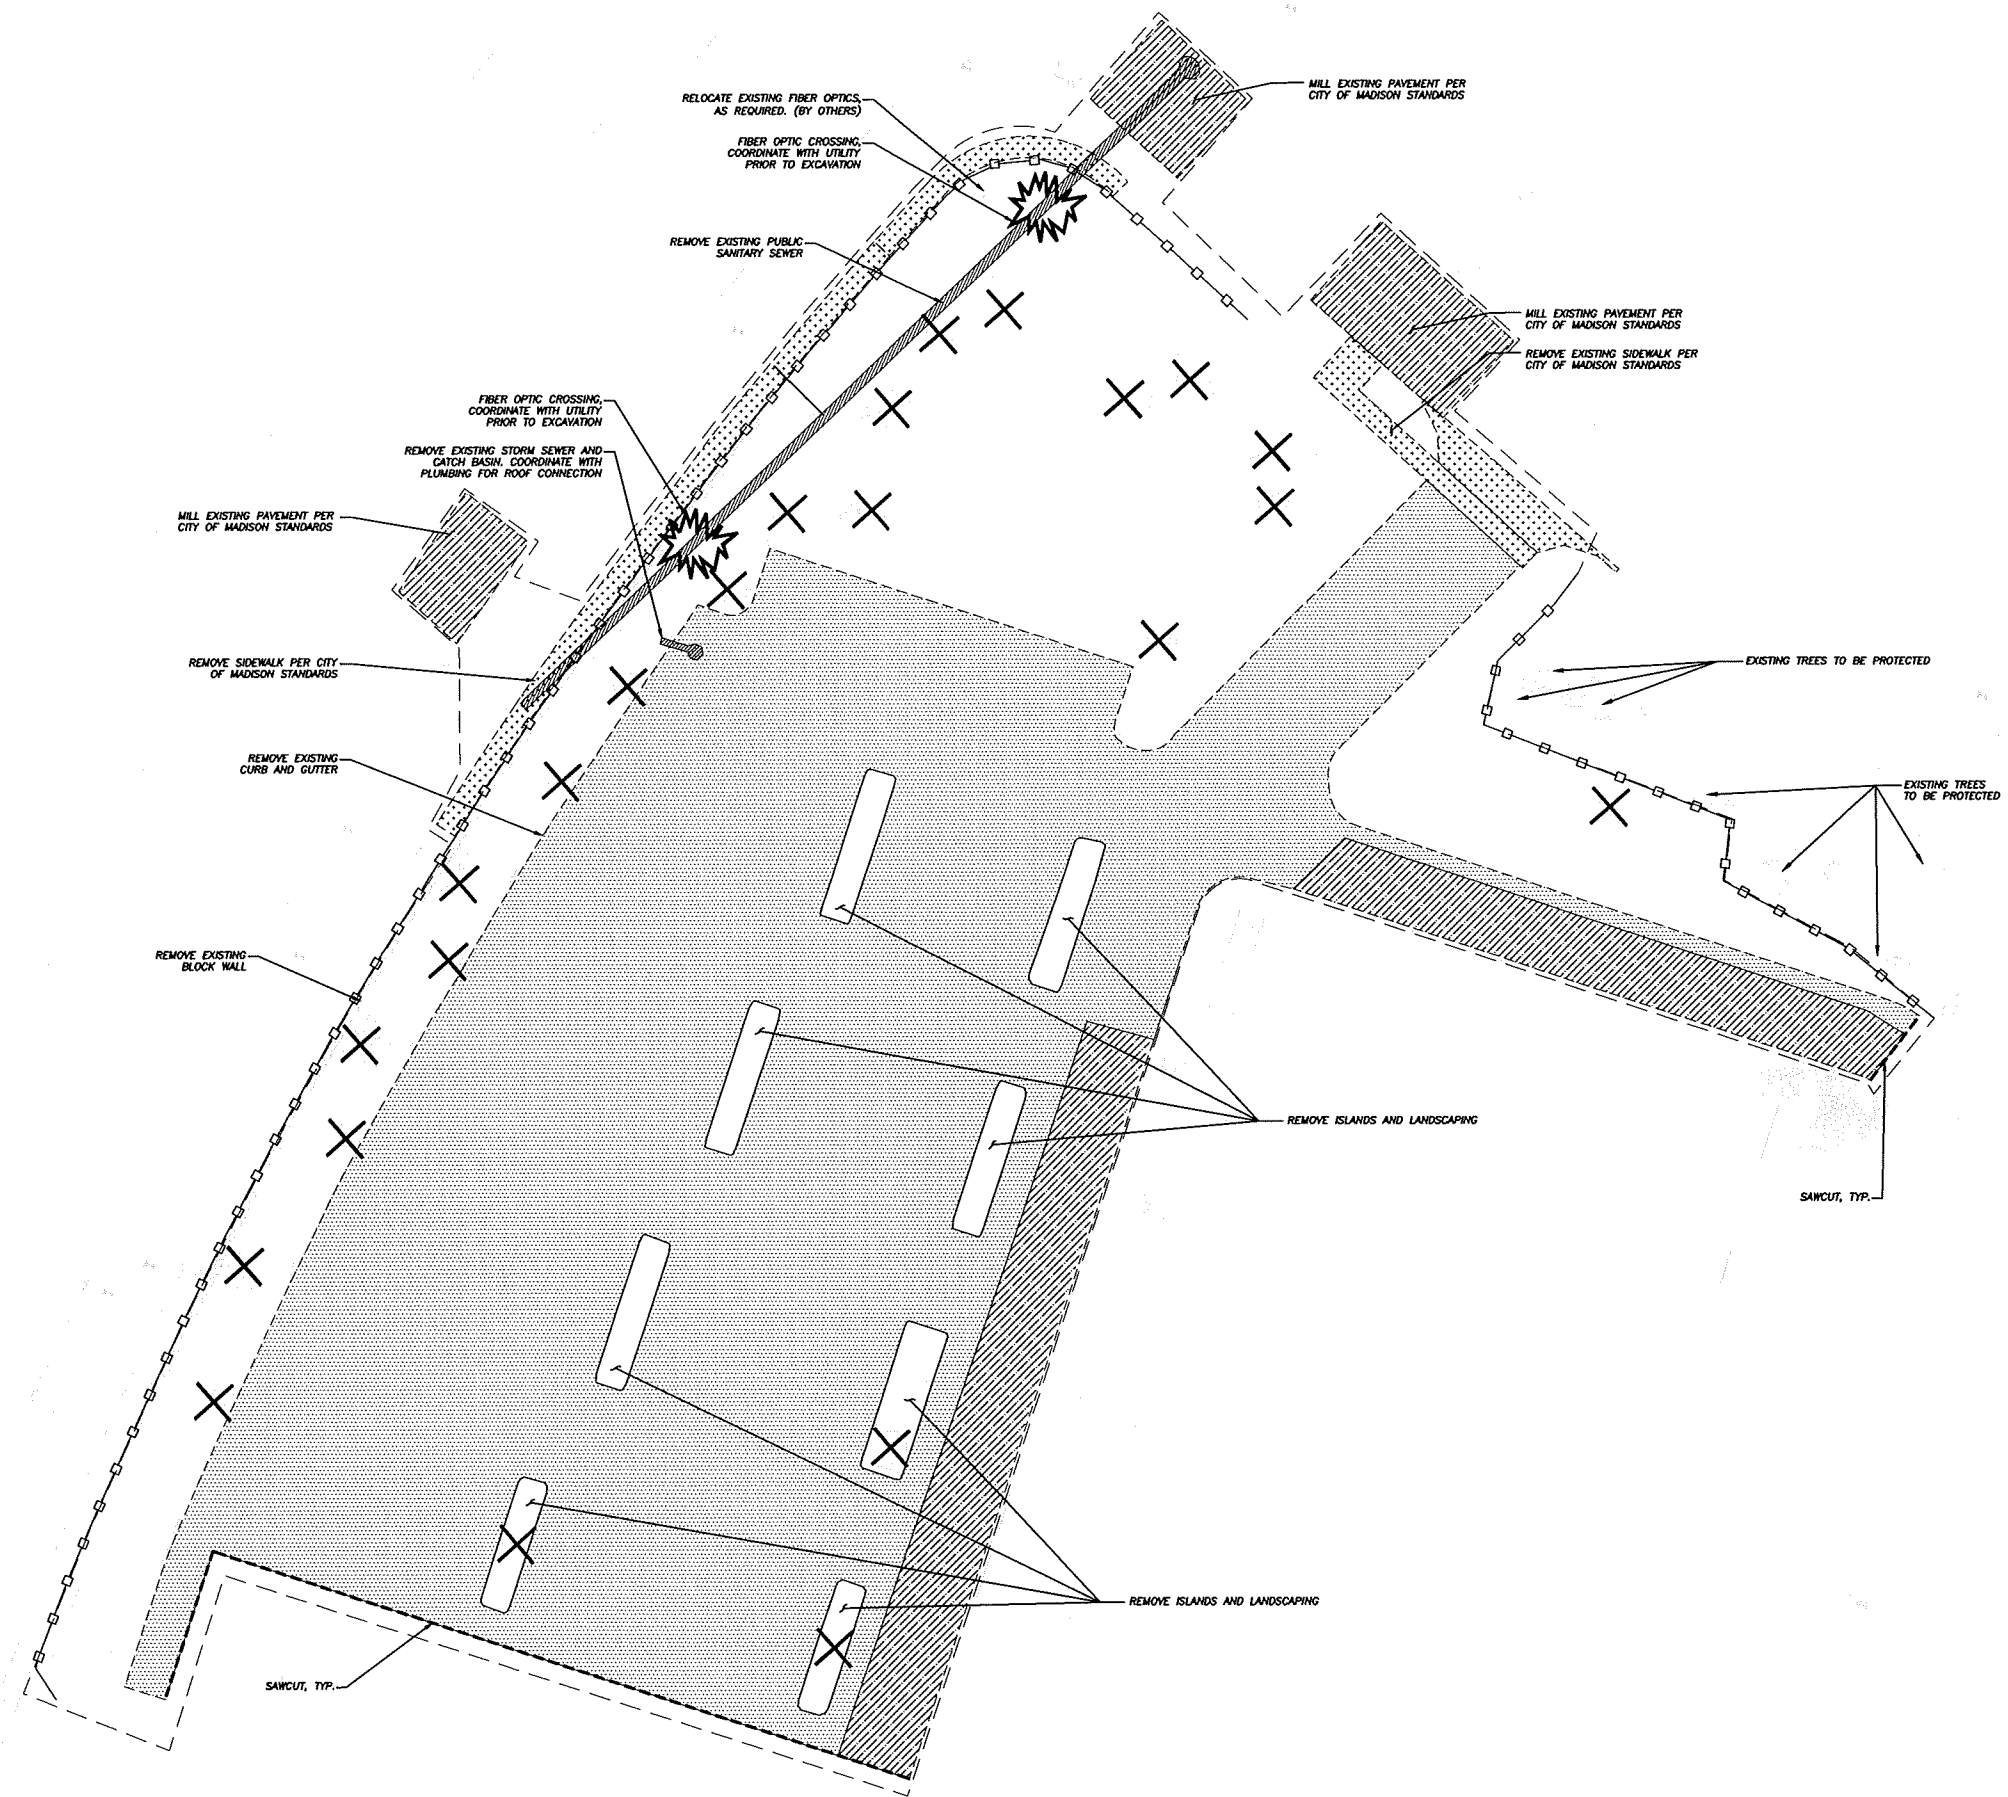 MILL EXISTING PAVEMENT PER
CITY OF MADISON STANDARDS
RELOCATE EXISTING FIBER OPTICS,
AS REQUIRED. (BY OTHERS)
FIBER OPTIC CROSSING,
COORDINATE WITH UTILITY
PRIOR TO EXCAVATION
REMOVE EXISTING PUBLIC
SANITARY SEWER
MILL EXISTING PAVEMENT PER
CITY OF MADISON STANDARDS
REMOVE EXISTING SIDEWALK PER
CITY OF MADISON STANDARDS
FIBER OPTIC CROSSING,
COORDINATE WITH UTILITY
PRIOR TO EXCAVATION
REMOVE EXISTING STORM SEWER AND
CATCH BASIN. COORDINATE WITH
PLUMBING FOR ROOF CONNECTION
MILL EXISTING PAVEMENT PER
CITY OF MADISON STANDARDS
REMOVE SIDEWALK PER CITY
OF MADISON STANDARDS
EXISTING TREES TO BE PROTECTED
REMOVE EXISTING
CURB AND GUTTER
EXISTING TREES
TO BE PROTECTED
REMOVE EXISTING
BLOCK WALL
REMOVE ISLANDS AND LANDSCAPING
SAWCUT, TYP.
REMOVE ISLANDS AND LANDSCAPING
SAWCUT, TYP.